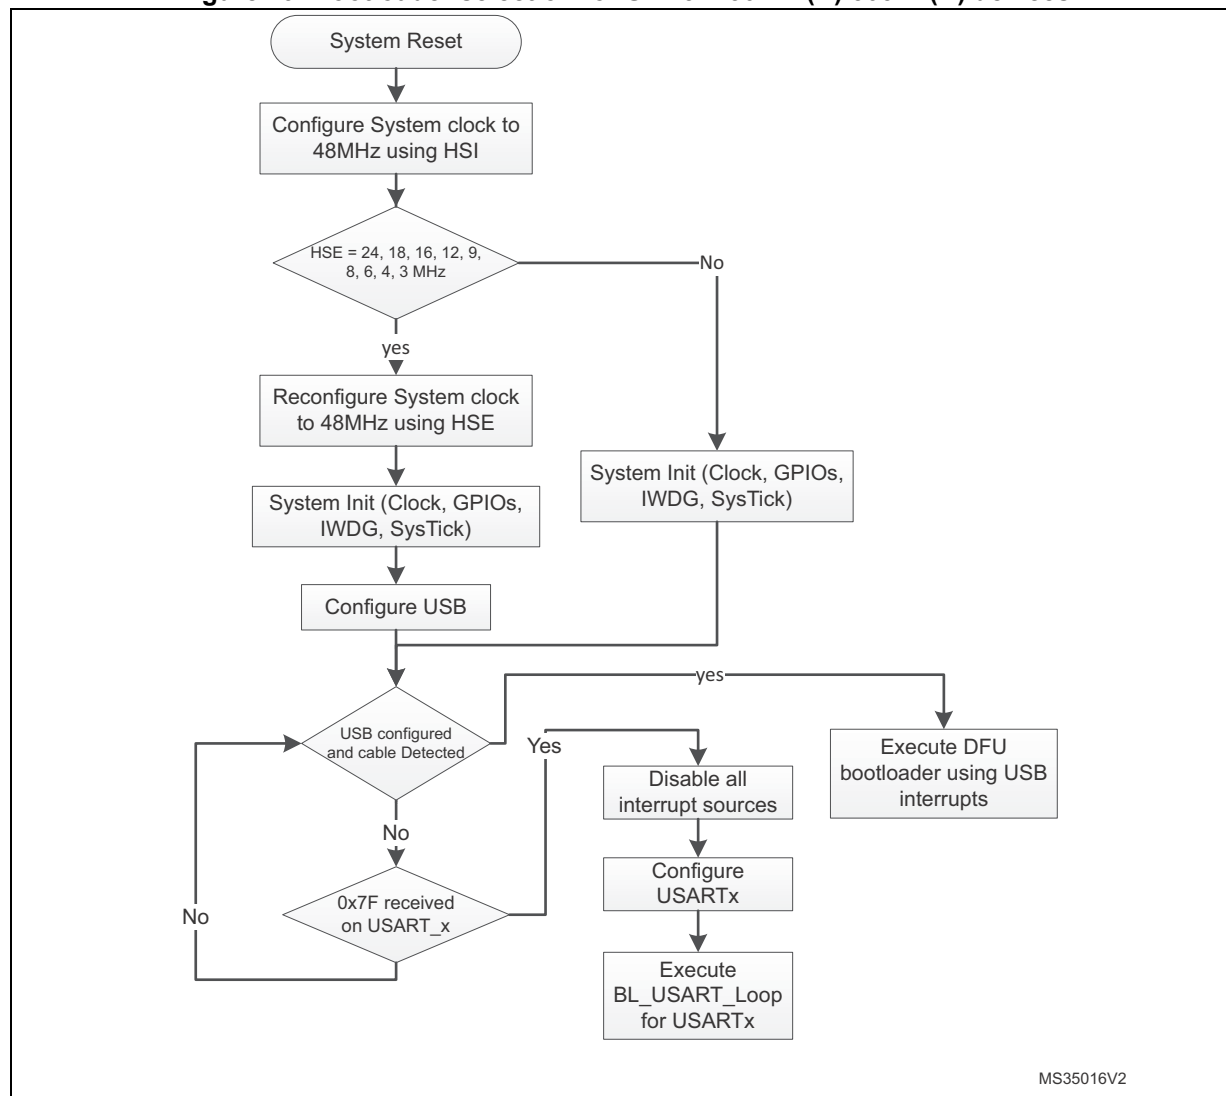 System Reset
Configure System clock to
48MHz using HSI
HSE = 24, 18, 16, 12, 9,
8, 6, 4, 3 MHz
No
yes
Reconfigure System clock
to 48MHz using HSE
System Init (Clock, GPIOs,
IWDG, SysTick)
System Init (Clock, GPIOs,
IWDG, SysTick)
Configure USB
yes
USB configured
and cable Detected
Yes
Execute DFU
bootloader using USB
interrupts
Disable all
interrupt sources
No
Configure
USARTx
0x7F received
on USART_x
No
Execute
BL_USART_Loop
for USARTx
MS35016V2